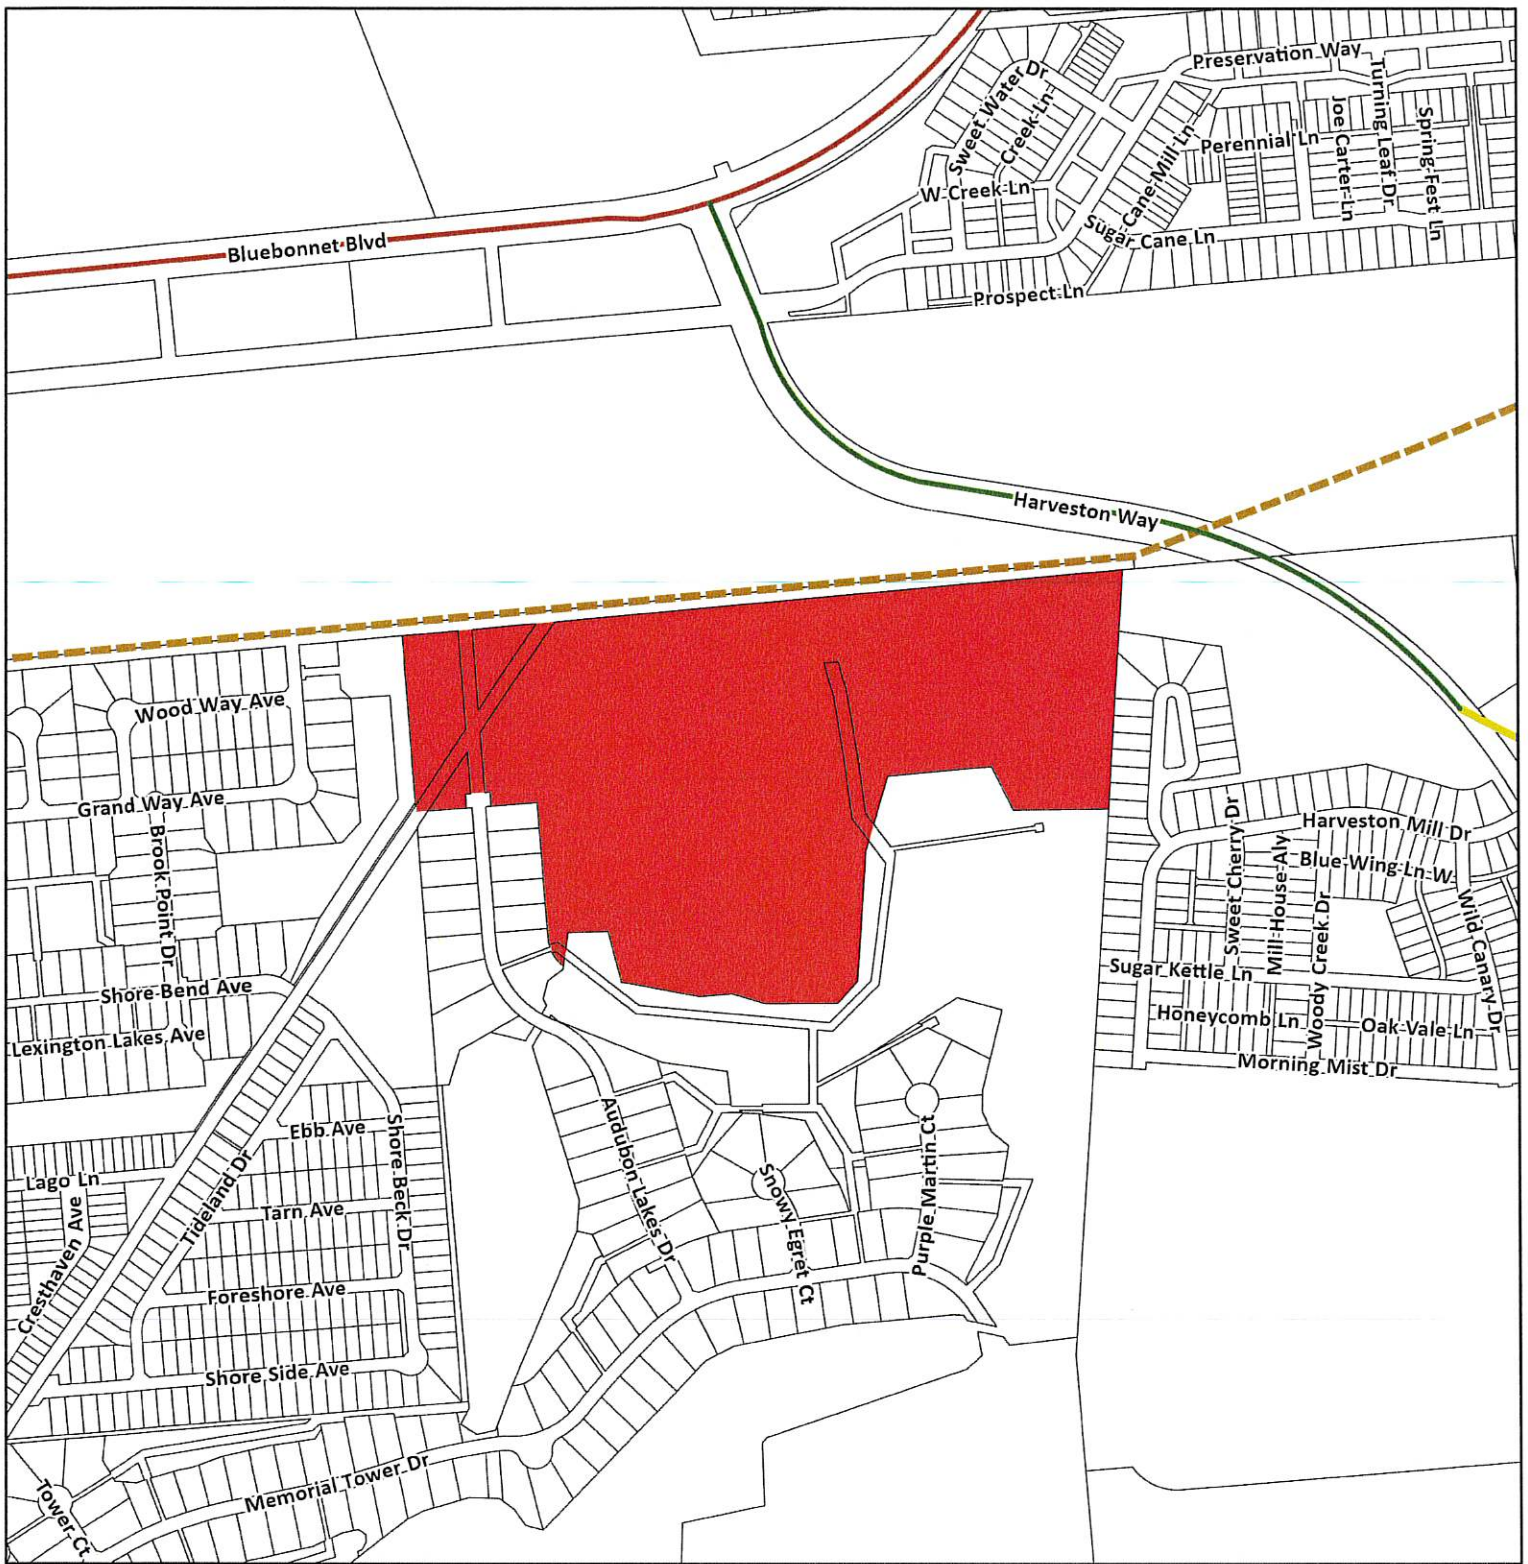 Preservation Way
Sweet Water Dr
Creek Ln
Turning Leaf Dr
Joe Carter Ln
Spring Fest Ln
Perennial Ln
Cane Mill Ln
W Creek Ln
Sugar Cane Ln
Bluebonnet Blvd
Prospect Ln
Harveston Way
Wood Way Ave
Grand Way Ave
Brook Point Dr
Harveston Mill Dr
Sweet Cherry Dr
Mill House Aly
Blue Wing Ln W
Woody Creek Dr
Wild Canary Dr
Sugar Kettle Ln
Shore Bend Ave
Honeycomb Ln
Oak Vale Ln
Lexington Lakes Ave
Morning Mist Dr
Audubon Lakes Dr
Ebb Ave
Shore Beck Dr
Purple Martin Ct
Snowy Egret Ct
Lago Ln
Tideland Dr
Tarn Ave
Cresthaven Ave
Foreshore Ave
Shore Side Ave
Memorial Tower Dr
Tower Ct